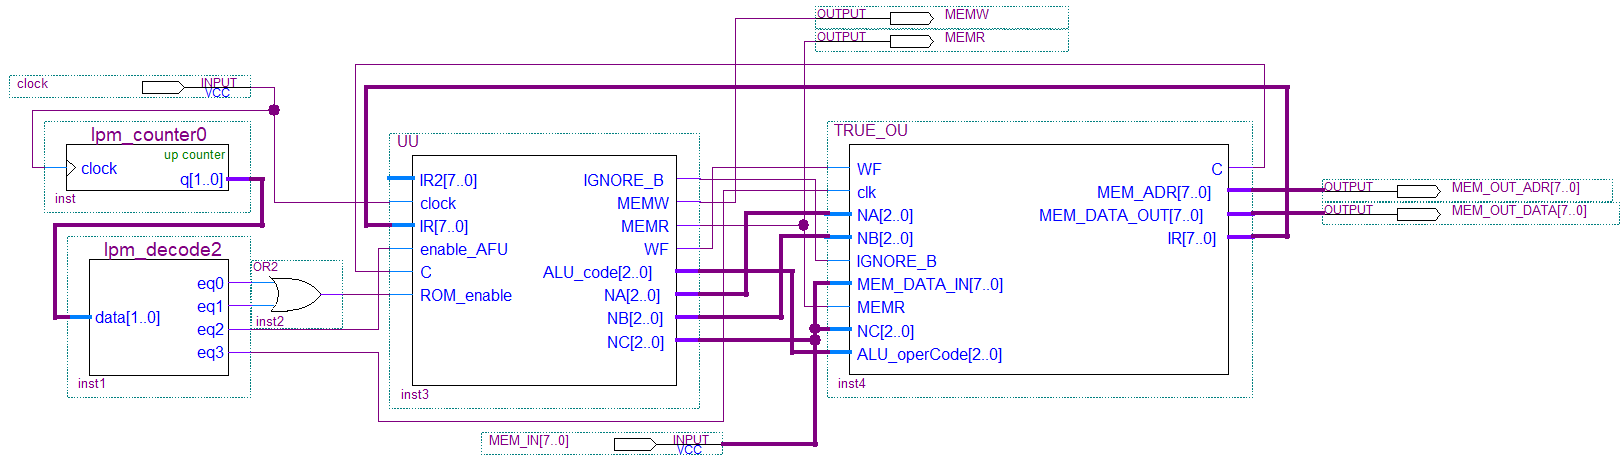 OUTPUT MEMW
OUTPUT MEMR
clock INPUT
VCC
lpm_counter0
up counter
clock
q[1..0]
inst
lpm_decode2
eq0
eq1
data[1..0]
eq2
eq3
inst1
OR2
inst2
UU
IR2[7..0]
clock
IR[7..0]
enable_AFU
C
ROM_enable
IGNORE_B
MEMW
MEMR
WF
ALU_code[2..0]
NA[2..0]
NB[2..0]
NC[2..0]
inst3
TRUE_OU
WF
clk
NA[2..0]
NB[2..0]
IGNORE_B
MEM_DATA_IN[7..0]
MEMR
NC[2..0]
ALU_operCode[2..0]
C
MEM_ADR[7..0]
MEM_DATA_OUT[7..0]
IR[7..0]
inst4
OUTPUT MEM_OUT_ADR[7..0]
OUTPUT MEM_OUT_DATA[7..0]
MEM_IN[7..0] INPUT
VCC